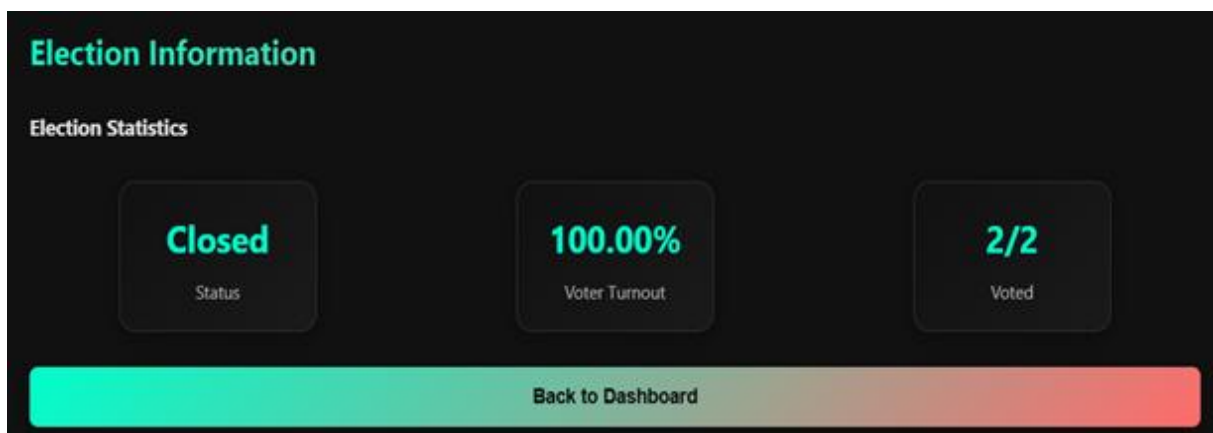 Election Information
Election Statistics
Closed
Status
100.00%
Voter Turnout
2/2
Voted
Back to Dashboard